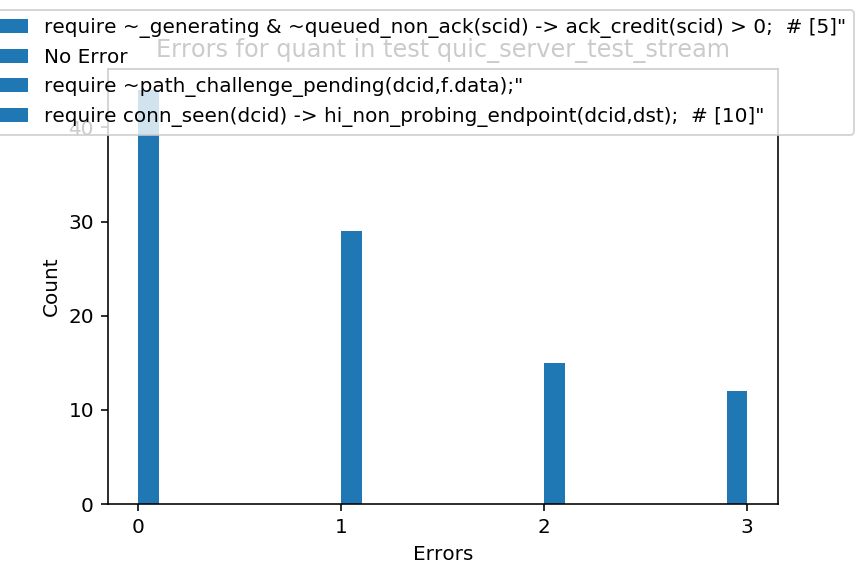 require ~_generating & ~queued_non_ack(scid) -> ack_credit(scid) > 0;  # [5]"
No Error
require ~path_challenge_pending(dcid,f.data);"
require conn_seen(dcid) -> hi_non_probing_endpoint(dcid,dst);  # [10]"
Errors for quant in test quic_server_test_stream
Count
40
30
20
10
0
0 1 2 3
Errors